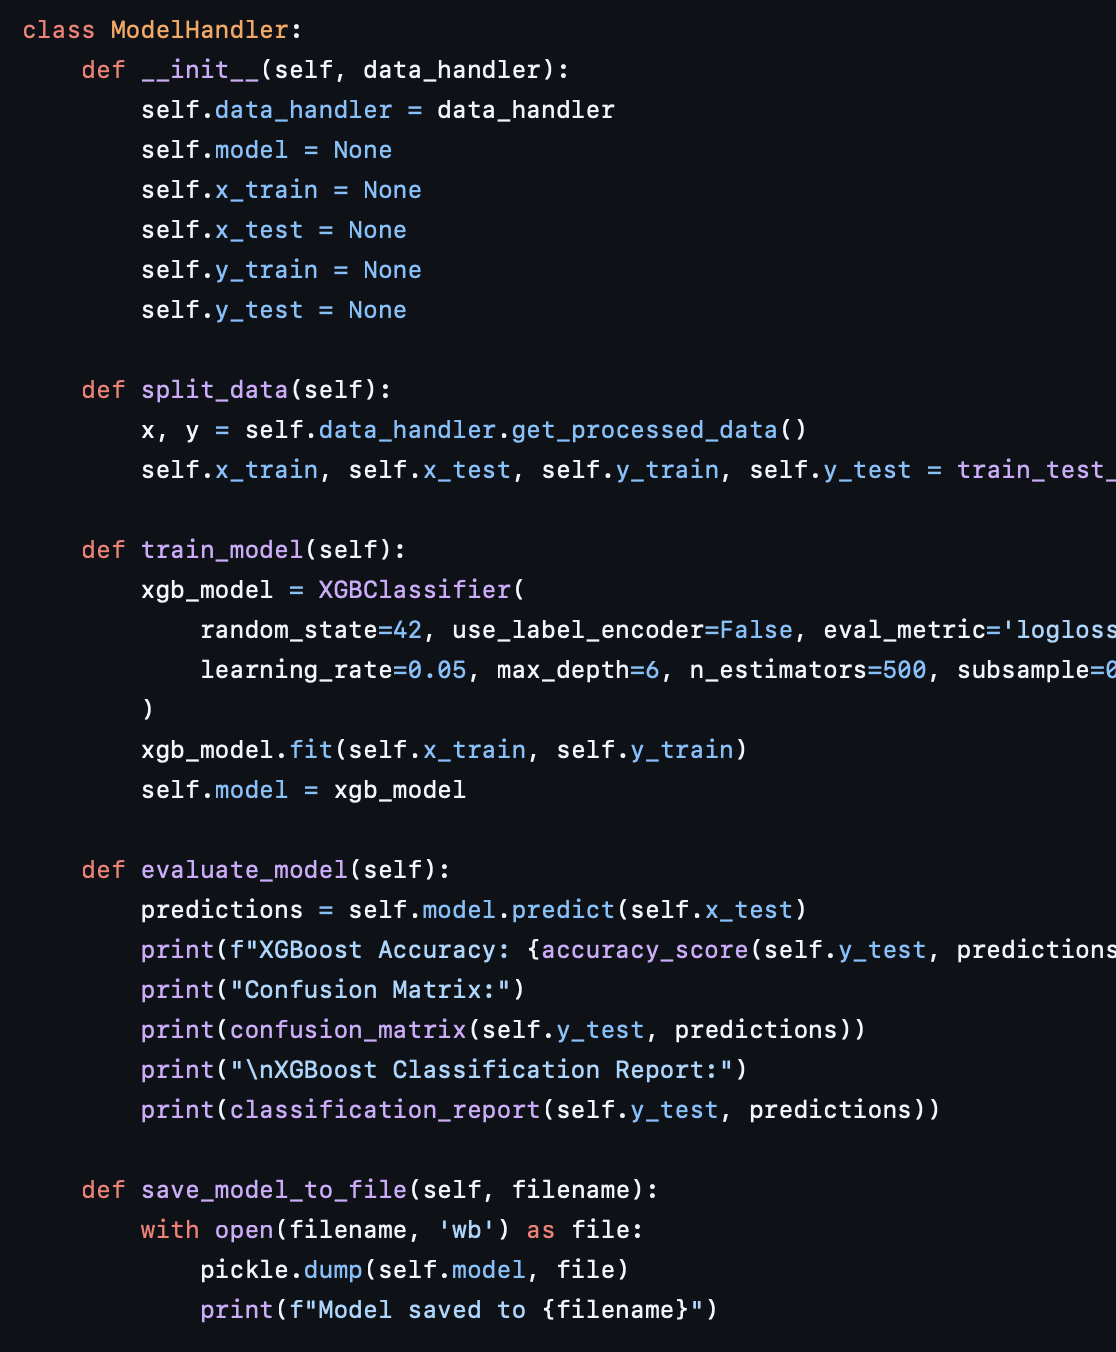 class ModelHandler:
    def __init__(self, data_handler):
        self.data_handler = data_handler
        self.model = None
        self.x_train = None
        self.x_test = None
        self.y_train = None
        self.y_test = None

    def split_data(self):
        x, y = self.data_handler.get_processed_data()
        self.x_train, self.x_test, self.y_train, self.y_test = train_test_

    def train_model(self):
        xgb_model = XGBClassifier(
            random_state=42, use_label_encoder=False, eval_metric='logloss
            learning_rate=0.05, max_depth=6, n_estimators=500, subsample=0
        )
        xgb_model.fit(self.x_train, self.y_train)
        self.model = xgb_model

    def evaluate_model(self):
        predictions = self.model.predict(self.x_test)
        print(f"XGBoost Accuracy: {accuracy_score(self.y_test, predictions
        print("Confusion Matrix:")
        print(confusion_matrix(self.y_test, predictions))
        print("\nXGBoost Classification Report:")
        print(classification_report(self.y_test, predictions))

    def save_model_to_file(self, filename):
        with open(filename, 'wb') as file:
            pickle.dump(self.model, file)
            print(f"Model saved to {filename}")